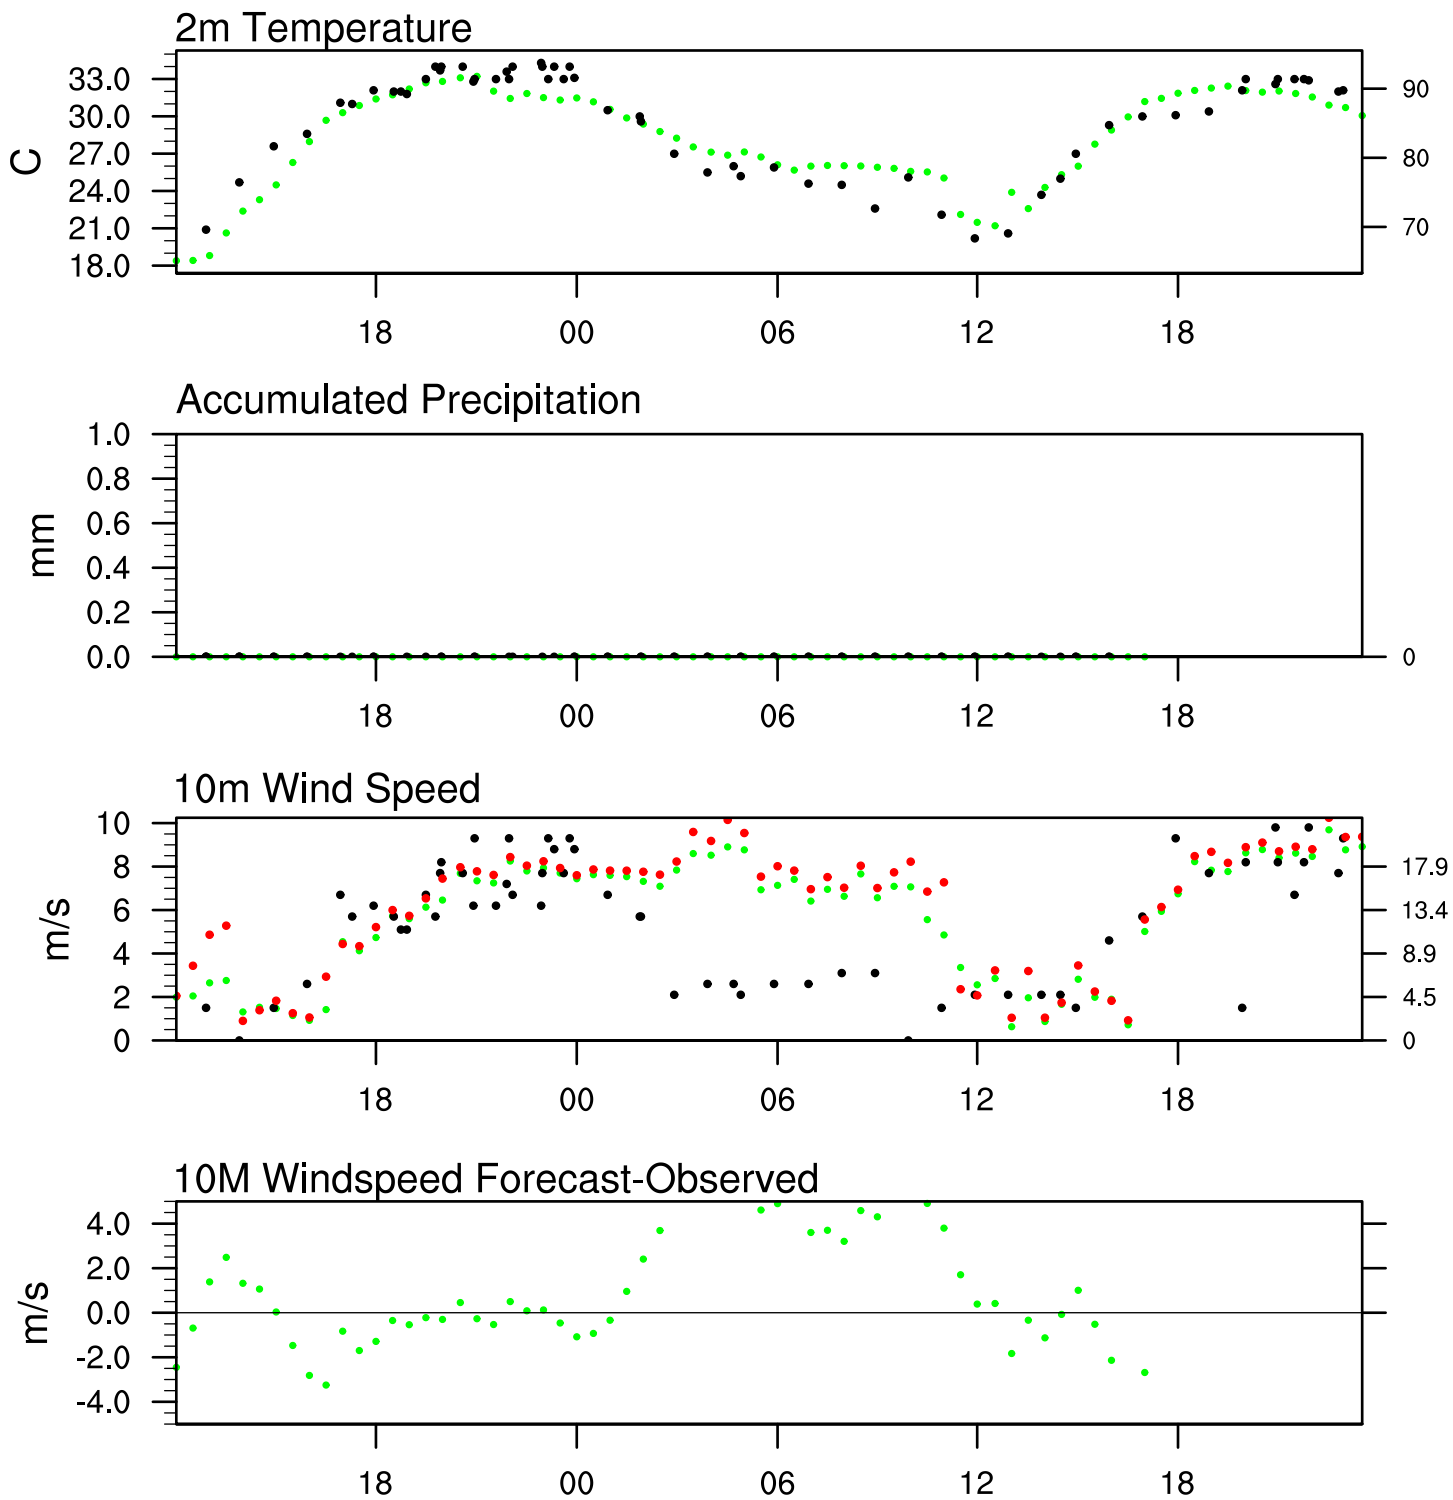 2m Temperature
C
33.0
30.0
27.0
24.0
21.0
18.0
90
80
70
18 00 06 12 18
Accumulated Precipitation
mm
1.0
0.8
0.6
0.4
0.2
0.0
0
18 00 06 12 18
10m Wind Speed
m/s
10
8
6
4
2
0
17.9
13.4
8.9
4.5
0
18 00 06 12 18
10M Windspeed Forecast-Observed
m/s
4.0
2.0
0.0
-2.0
-4.0
18 00 06 12 18